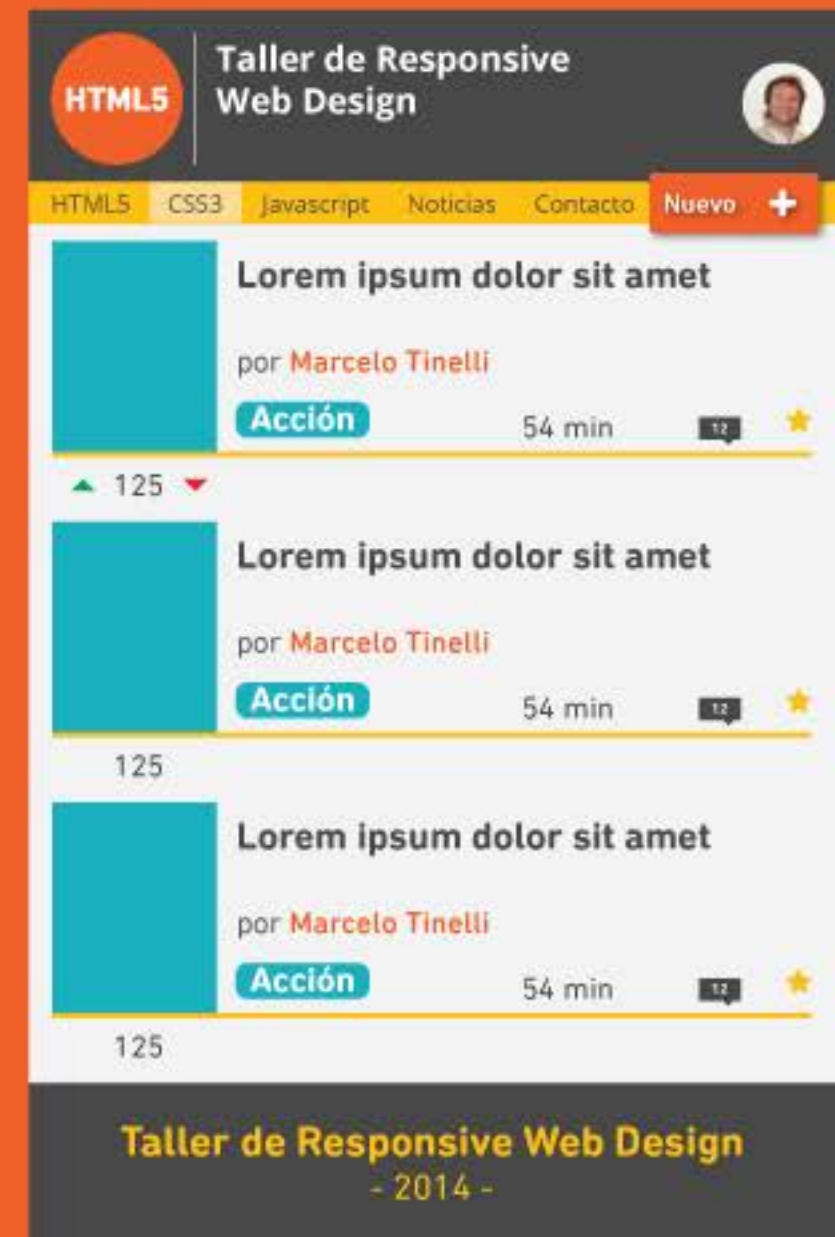 HTML5
Taller de Responsive
Web Design
HTML5 CSS3 Javascript Noticias Contacto Nuevo +
Lorem ipsum dolor sit amet
por Marcelo Tinelli
Acción 54 min 12
125
Lorem ipsum dolor sit amet
por Marcelo Tinelli
Acción 54 min 12
125
Lorem ipsum dolor sit amet
por Marcelo Tinelli
Acción 54 min 12
125
Taller de Responsive Web Design
- 2014 -